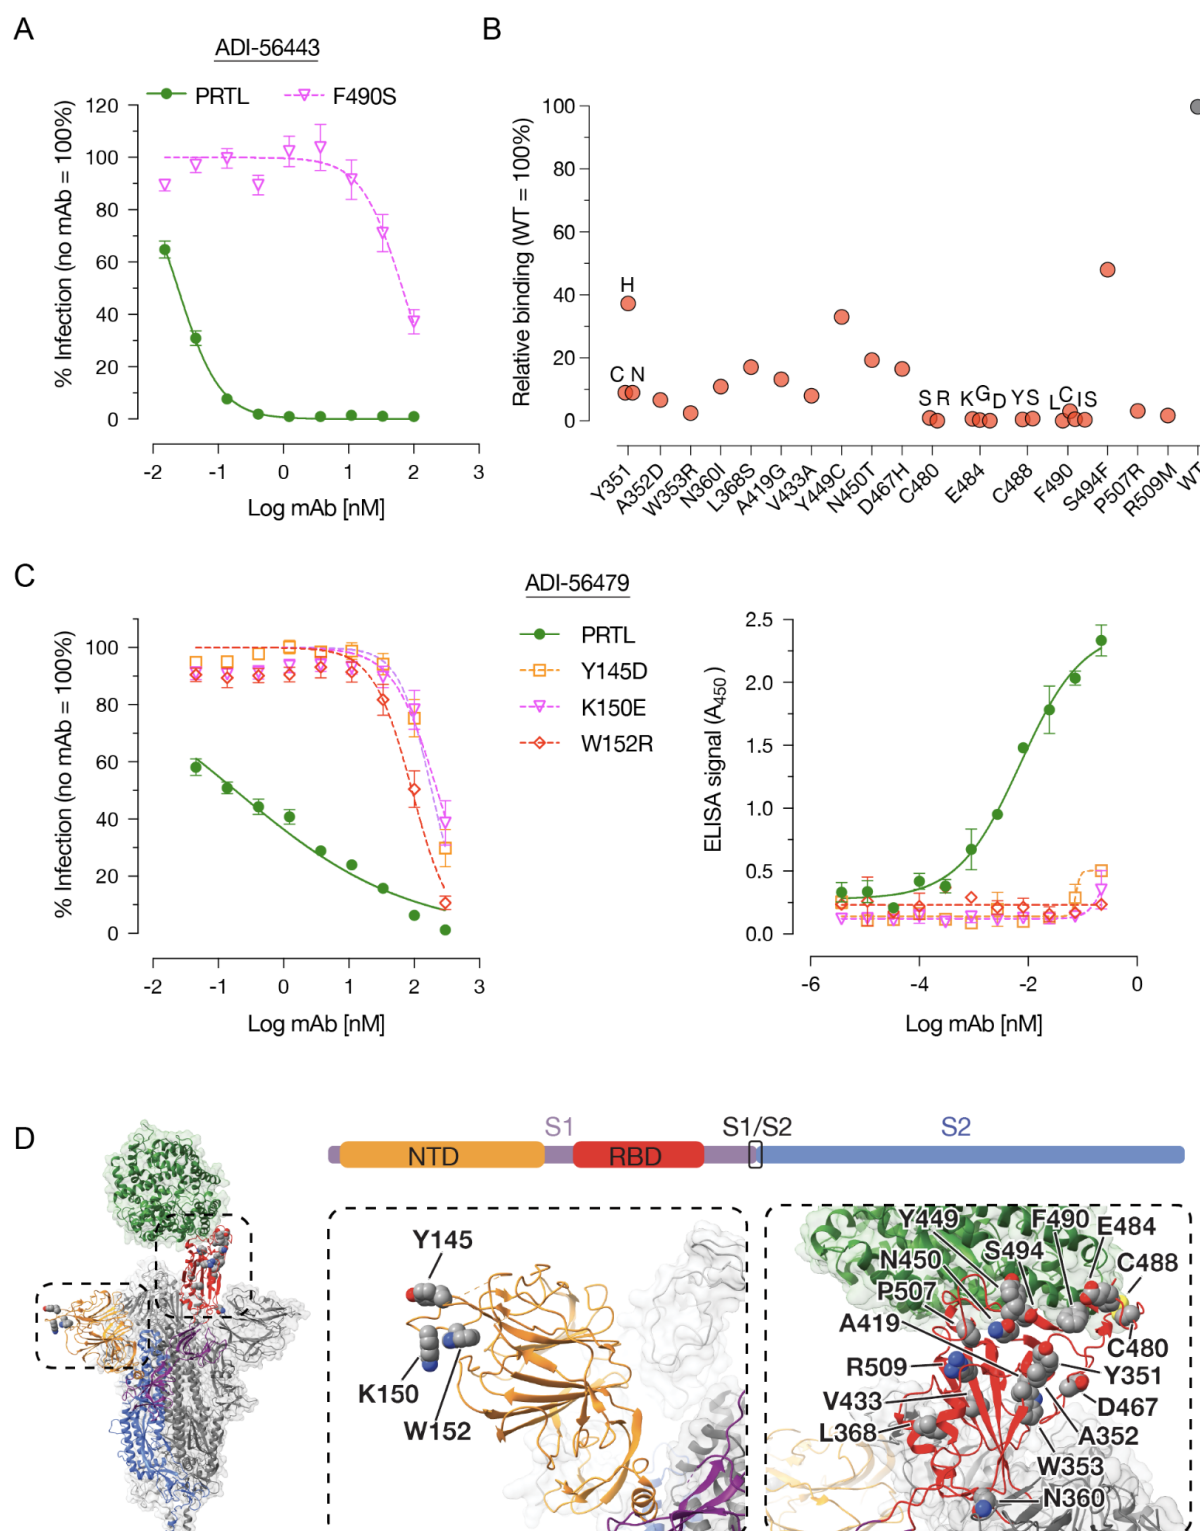 A
ADI-56443
PRTL
F490S
120
100
80
60
40
20
0
% Infection (no mAb = 100%)
-2
-1
0
1
2
3
Log mAb [nM]
B
100
80
60
40
20
0
Relative binding (WT = 100%)
H
C N
S R
K G D
Y S
L C I S
Y351
A352D
W353R
N360I
L368S
A419G
V433A
Y449C
N450T
D467H
C480
E484
C488
F490
S494F
P507R
R509M
WT
C
ADI-56479
PRTL
Y145D
K150E
W152R
100
80
60
40
20
0
% Infection (no mAb = 100%)
-2
-1
0
1
2
3
Log mAb [nM]
2.5
2.0
1.5
1.0
0.5
0.0
ELISA signal (A450)
-6
-4
-2
0
Log mAb [nM]
D
S1
S1/S2
S2
NTD
RBD
Y145
K150
W152
Y449
F490
E484
N450
S494
C488
P507
A419
C480
R509
Y351
V433
D467
L368
A352
W353
N360